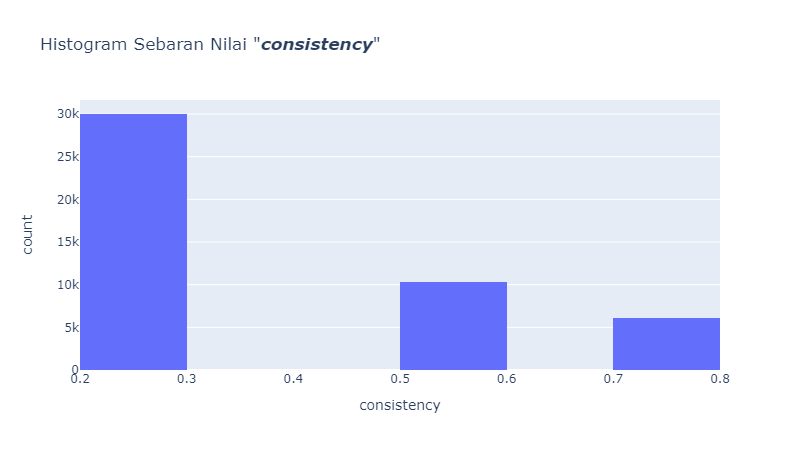 Histogram Sebaran Nilai "consistency"
30k
25k
20k
15k
10k
5k
0
count
0.2 0.3 0.4 0.5 0.6 0.7 0.8
consistency